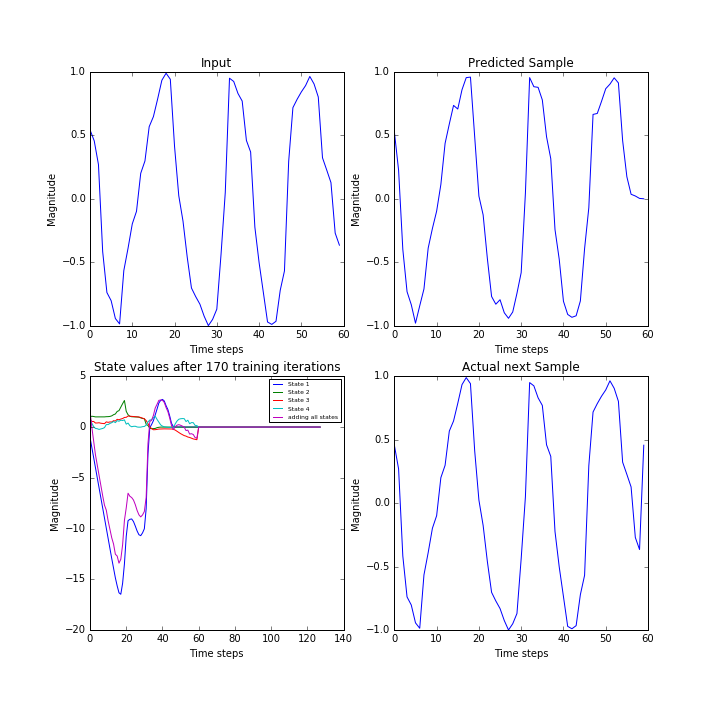 Input
Predicted Sample
1.0
0.5
0.0
−0.5
−1.0
Magnitude
0 10 20 30 40 50 60
Time steps
1.0
0.5
0.0
−0.5
−1.0
Magnitude
0 10 20 30 40 50 60
Time steps
State values after 170 training iterations
Actual next Sample
5
0
−5
−10
−15
−20
Magnitude
State 1
State 2
State 3
State 4
adding all states
0 20 40 60 80 100 120 140
Time steps
1.0
0.5
0.0
−0.5
−1.0
Magnitude
0 10 20 30 40 50 60
Time steps